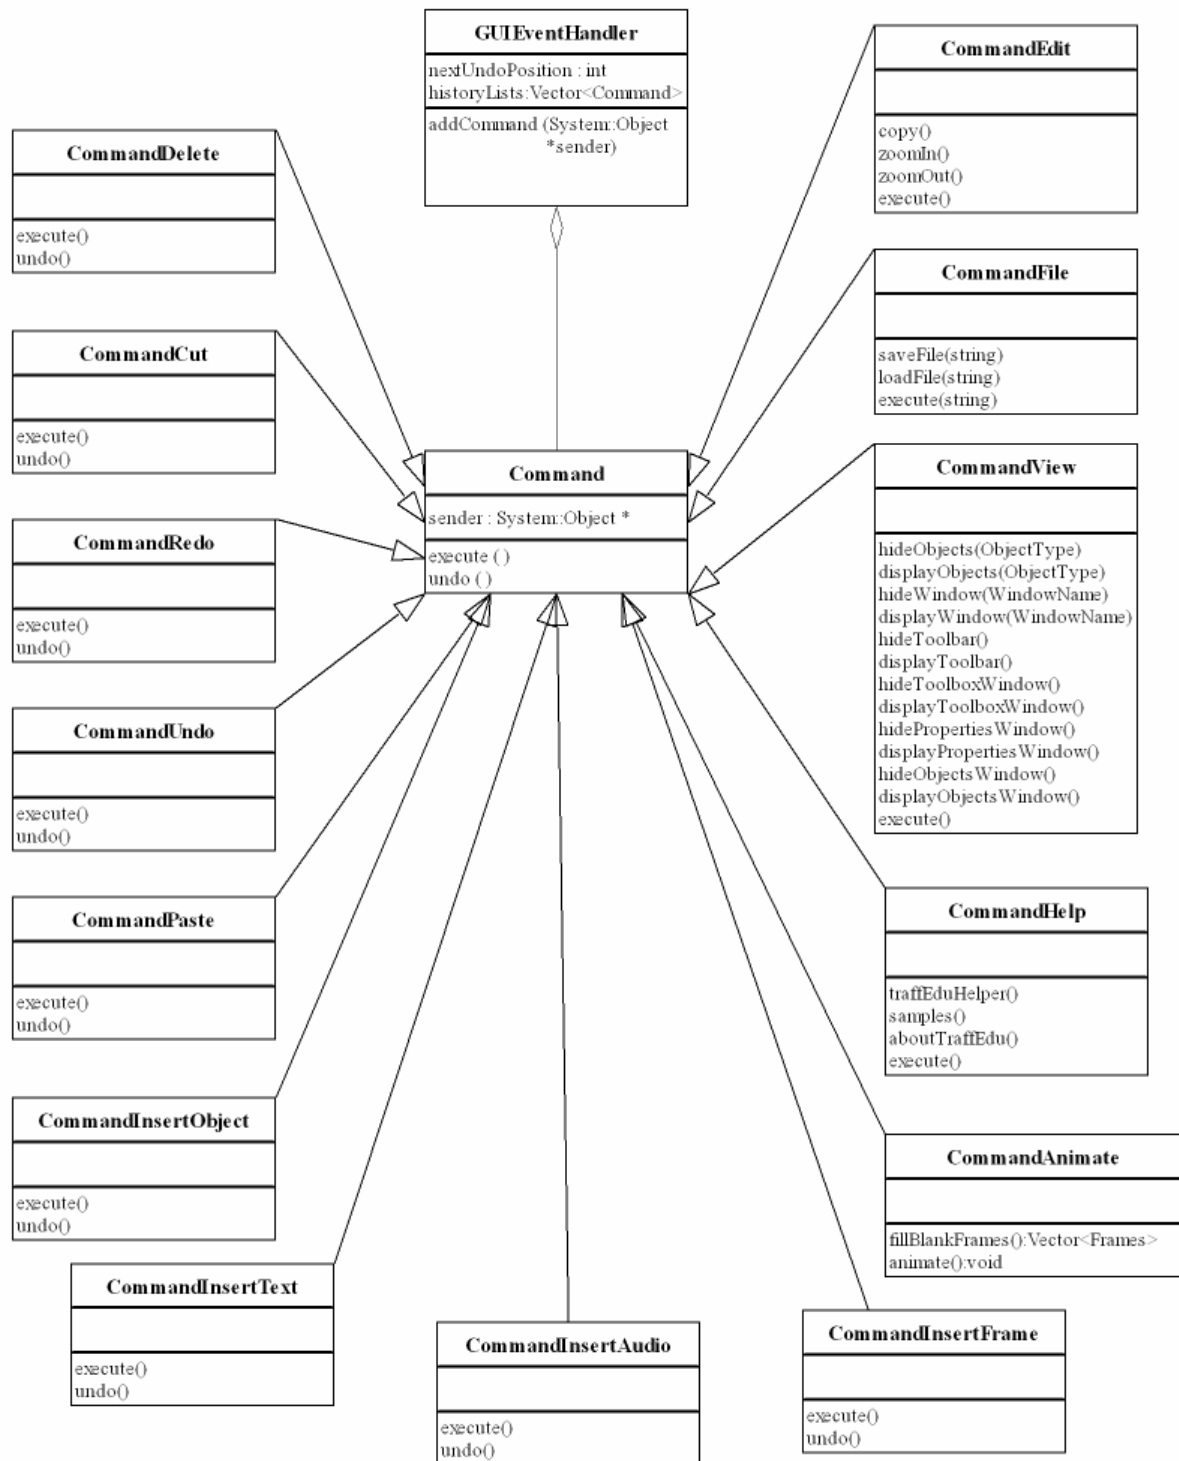 GUIEventHandler
nextUndoPosition : int
historyLists:Vector<Command>
addCommand (System::Object
*sender)
CommandEdit
copy()
zoomIn()
zoomOut()
execute()
CommandDelete
execute()
undo()
CommandFile
saveFile(string)
loadFile(string)
execute(string)
CommandCut
execute()
undo()
Command
sender : System::Object *
execute ( )
undo ( )
CommandView
hideObjects(ObjectType)
displayObjects(ObjectType)
hideWindow(WindowName)
displayWindow(WindowName)
hideToolbar()
displayToolbar()
hideToolboxWindow()
displayToolboxWindow()
hidePropertiesWindow()
displayPropertiesWindow()
hideObjectsWindow()
displayObjectsWindow()
execute()
CommandRedo
execute()
undo()
CommandUndo
execute()
undo()
CommandPaste
execute()
undo()
CommandHelp
traffEduHelper()
samples()
aboutTraffEdu()
execute()
CommandInsertObject
execute()
undo()
CommandAnimate
fillBlankFrames():Vector<Frames>
animate():void
CommandInsertText
execute()
undo()
CommandInsertAudio
execute()
undo()
CommandInsertFrame
execute()
undo()